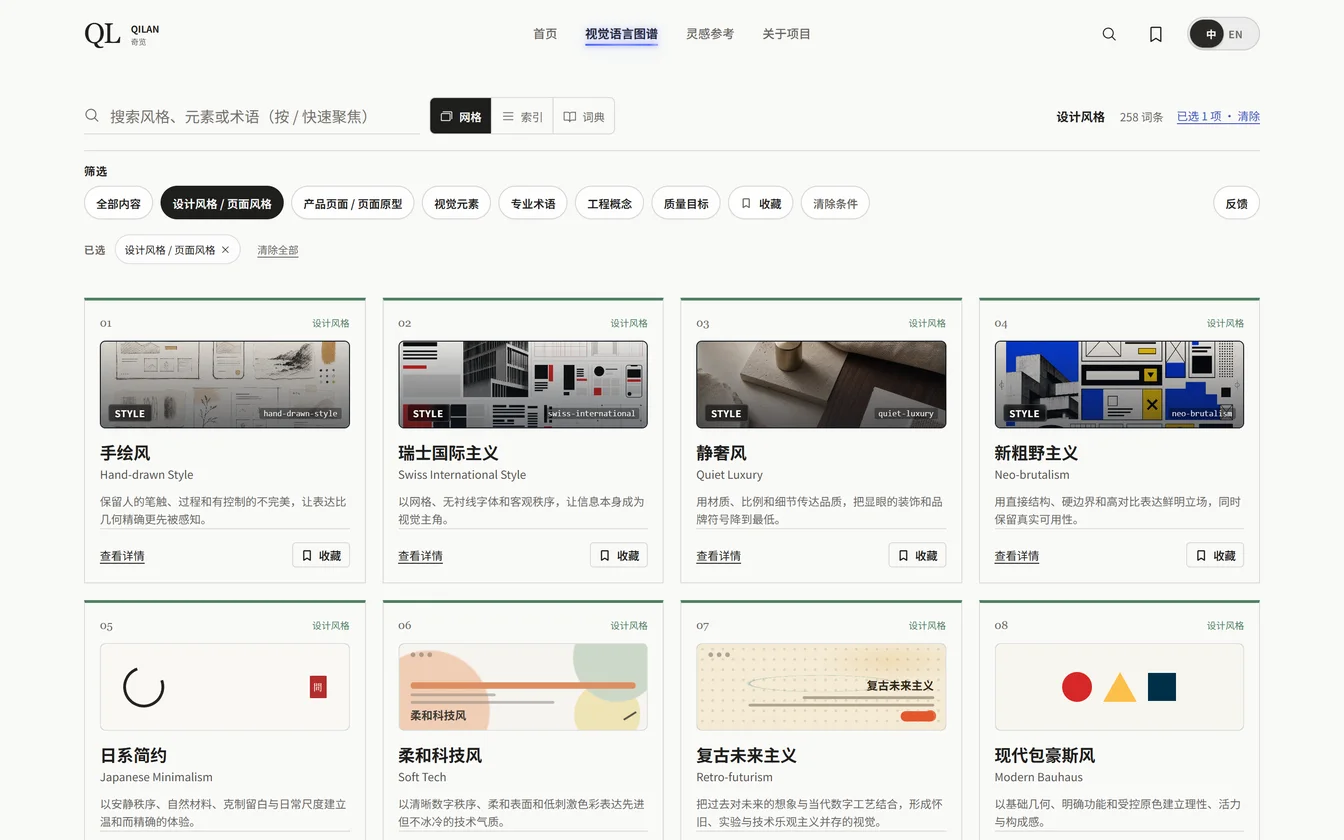 QL QILAN
奇览
首页 视觉语言图谱 灵感参考 关于项目
中 EN
搜索风格、元素或术语（按 / 快速聚焦）
网格 索引 词典
设计风格 258 词条 已选 1 项 · 清除
筛选
全部内容 设计风格 / 页面风格 产品页面 / 页面原型 视觉元素 专业术语 工程概念 质量目标 收藏 清除条件 反馈
已选 设计风格 / 页面风格 × 清除全部
01 设计风格
STYLE hand-drawn-style
手绘风
Hand-drawn Style
保留人的笔触、过程和有控制的不完美，让表达比
几何精确更先被感知。
查看详情 收藏
02 设计风格
STYLE swiss-international
瑞士国际主义
Swiss International Style
以网格、无衬线字体和客观秩序，让信息本身成为
视觉主角。
查看详情 收藏
03 设计风格
STYLE quiet-luxury
静奢风
Quiet Luxury
用材质、比例和细节传达品质，把显眼的装饰和品
牌符号降到最低。
查看详情 收藏
04 设计风格
STYLE neo-brutalism
新粗野主义
Neo-brutalism
用直接结构、硬边界和高对比表达鲜明立场，同时
保留真实可用性。
查看详情 收藏
05 设计风格
間
日系简约
Japanese Minimalism
以安静秩序、自然材料、克制留白与日常尺度建立
温和而精确的体验。
06 设计风格
柔和科技风
柔和科技风
Soft Tech
以清晰数字秩序、柔和表面和低刺激色彩表达先进
但不冰冷的技术气质。
07 设计风格
复古未来主义
复古未来主义
Retro-futurism
把过去对未来的想象与当代数字工艺结合，形成怀
旧、实验与技术乐观主义并存的视觉。
08 设计风格
现代包豪斯风
Modern Bauhaus
以基础几何、明确功能和受控原色建立理性、活力
与构成感。